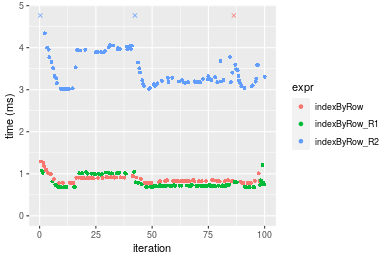 5
4
3
2
1
0
time (ms)
0
25
50
75
100
iteration
expr
indexByRow
indexByRow_R1
indexByRow_R2